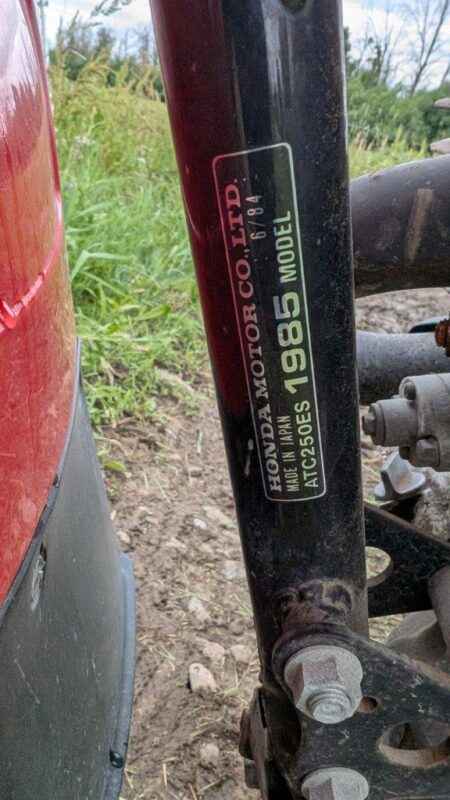 HONDA MOTOR CO.,LTD.
6/84
MADE IN JAPAN
ATC250ES 1985 MODEL